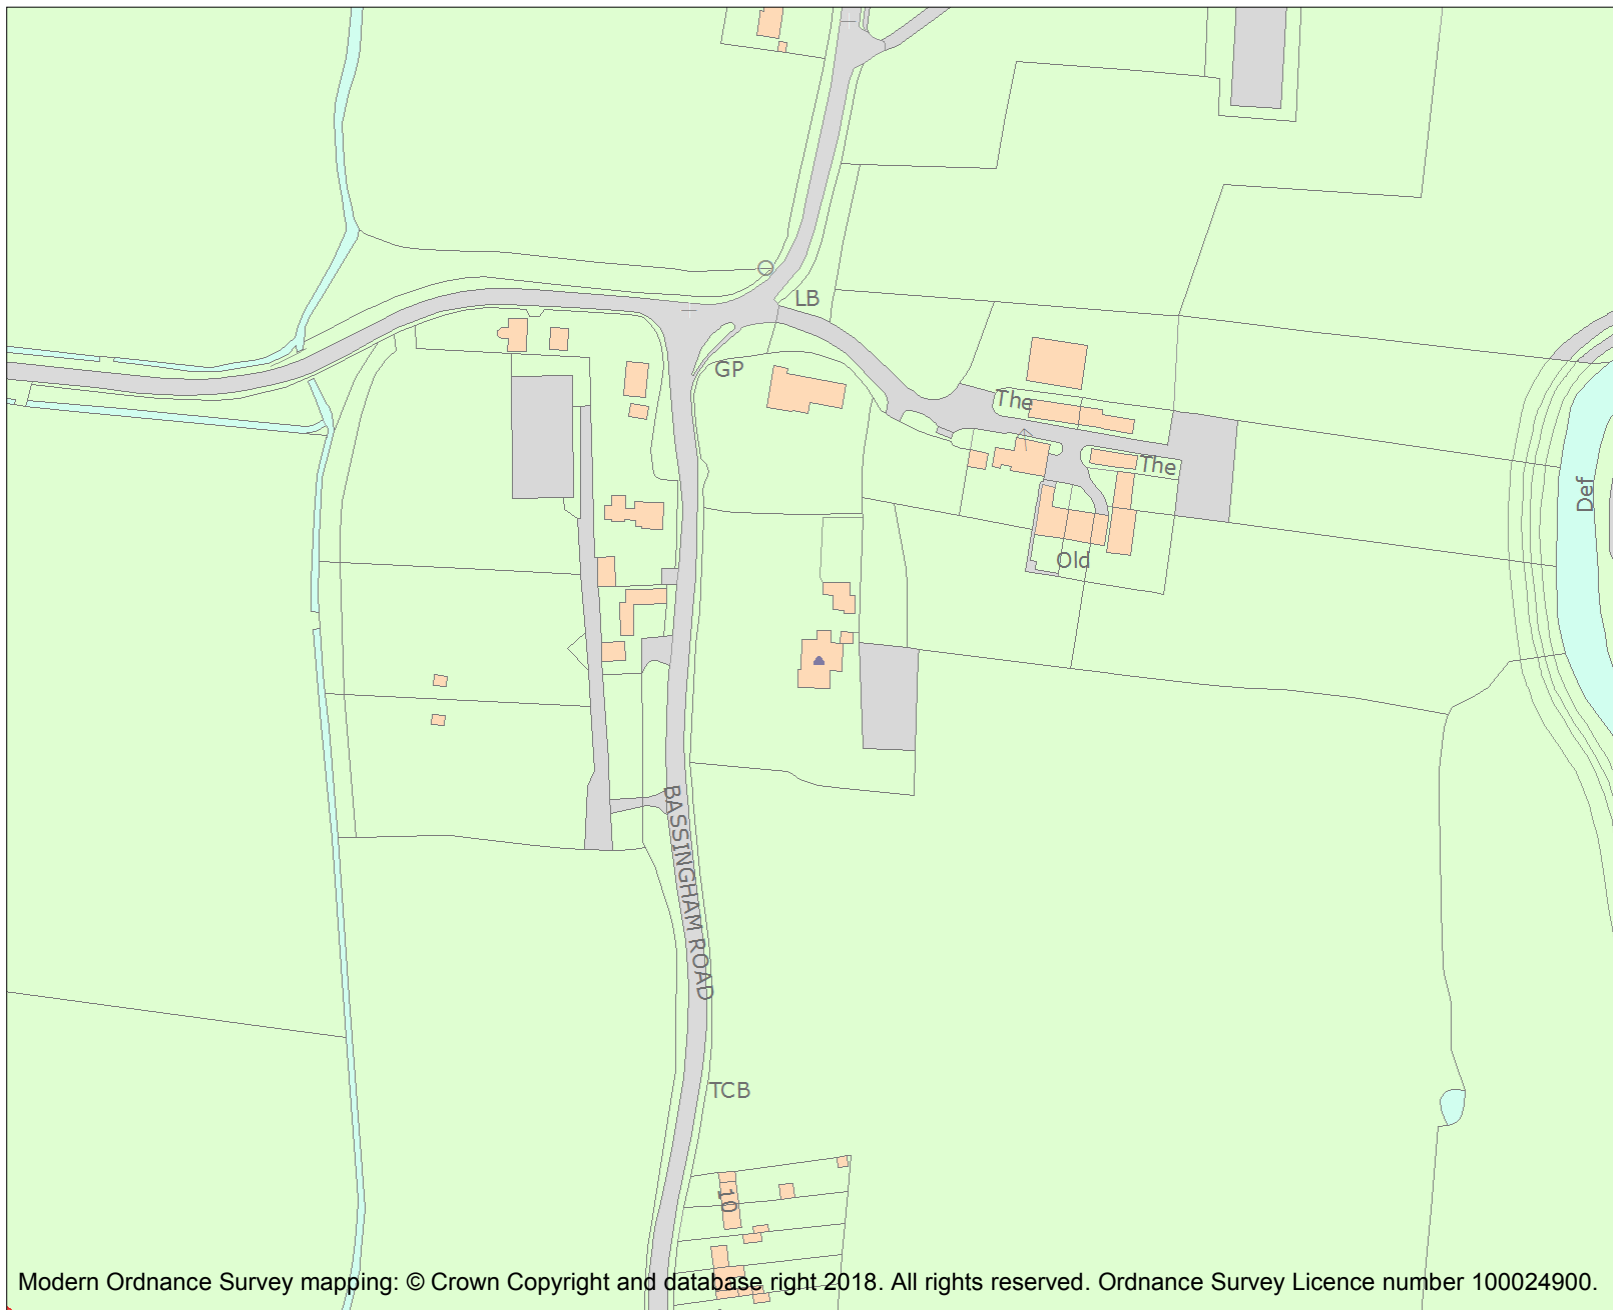 LB
GP
The
The
Def
Old
BASSINGHAM ROAD
TCB
10
Modern Ordnance Survey mapping: © Crown Copyright and database right 2018. All rights reserved. Ordnance Survey Licence number 100024900.